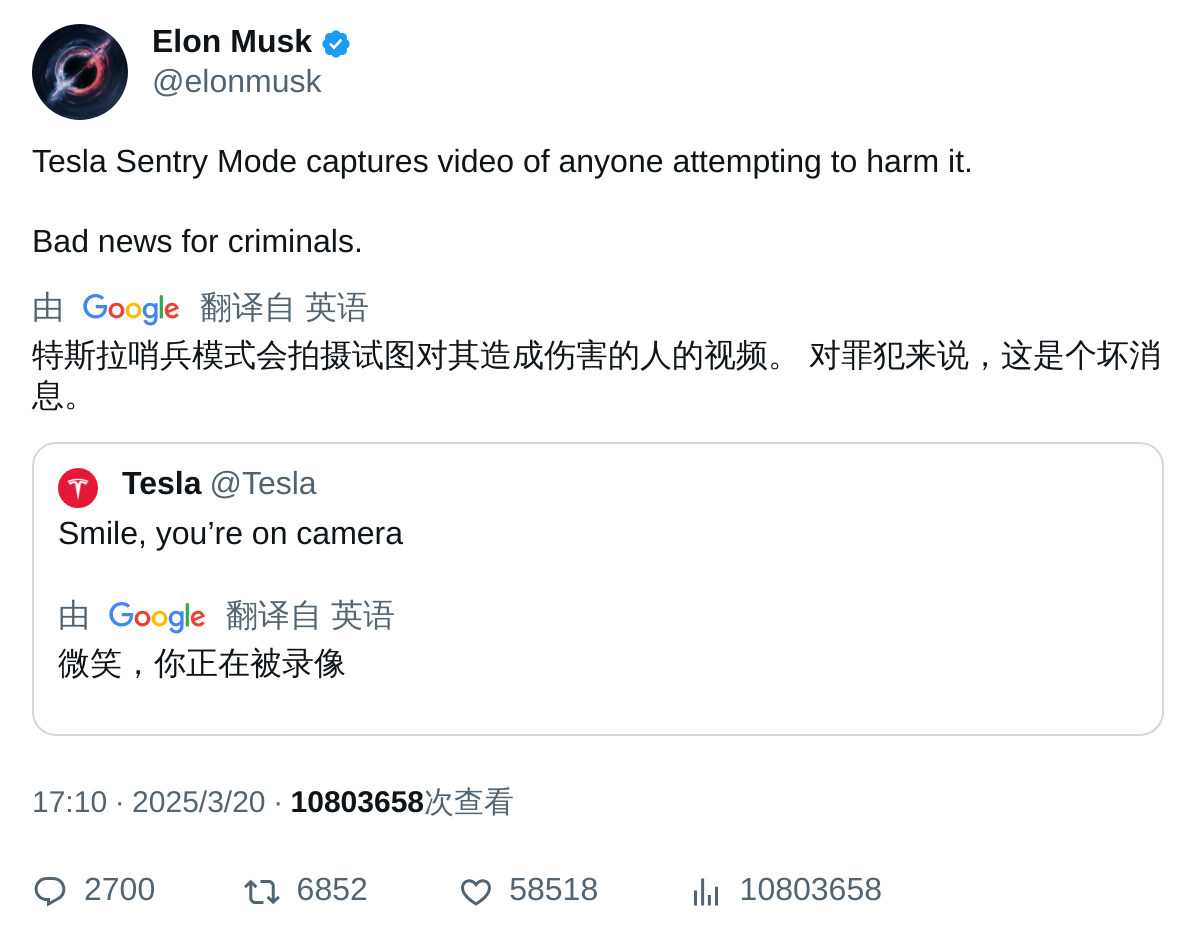 Elon Musk
@elonmusk
Tesla Sentry Mode captures video of anyone attempting to harm it.
Bad news for criminals.
由 Google 翻译自 英语
特斯拉哨兵模式会拍摄试图对其造成伤害的人的视频。 对罪犯来说，这是个坏消
息。
Tesla @Tesla
Smile, you’re on camera
由 Google 翻译自 英语
微笑，你正在被录像
17:10 · 2025/3/20 · 10803658次查看
2700 6852 58518 10803658